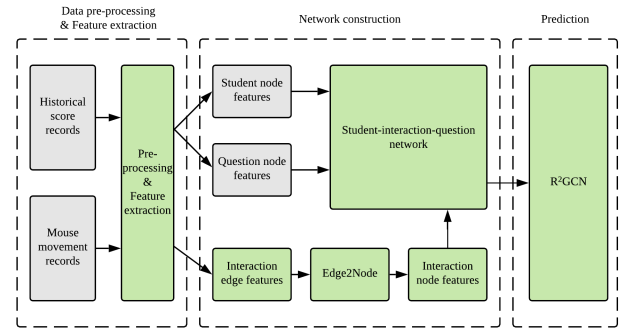 Data pre-processing
& Feature extraction
Network construction
Prediction
Historical
score
records
Mouse
movement
records
Pre-
processing
&
Feature
extraction
Student node
features
Question node
features
Interaction
edge features
Edge2Node
Interaction
node features
Student-interaction-question
network
R²GCN